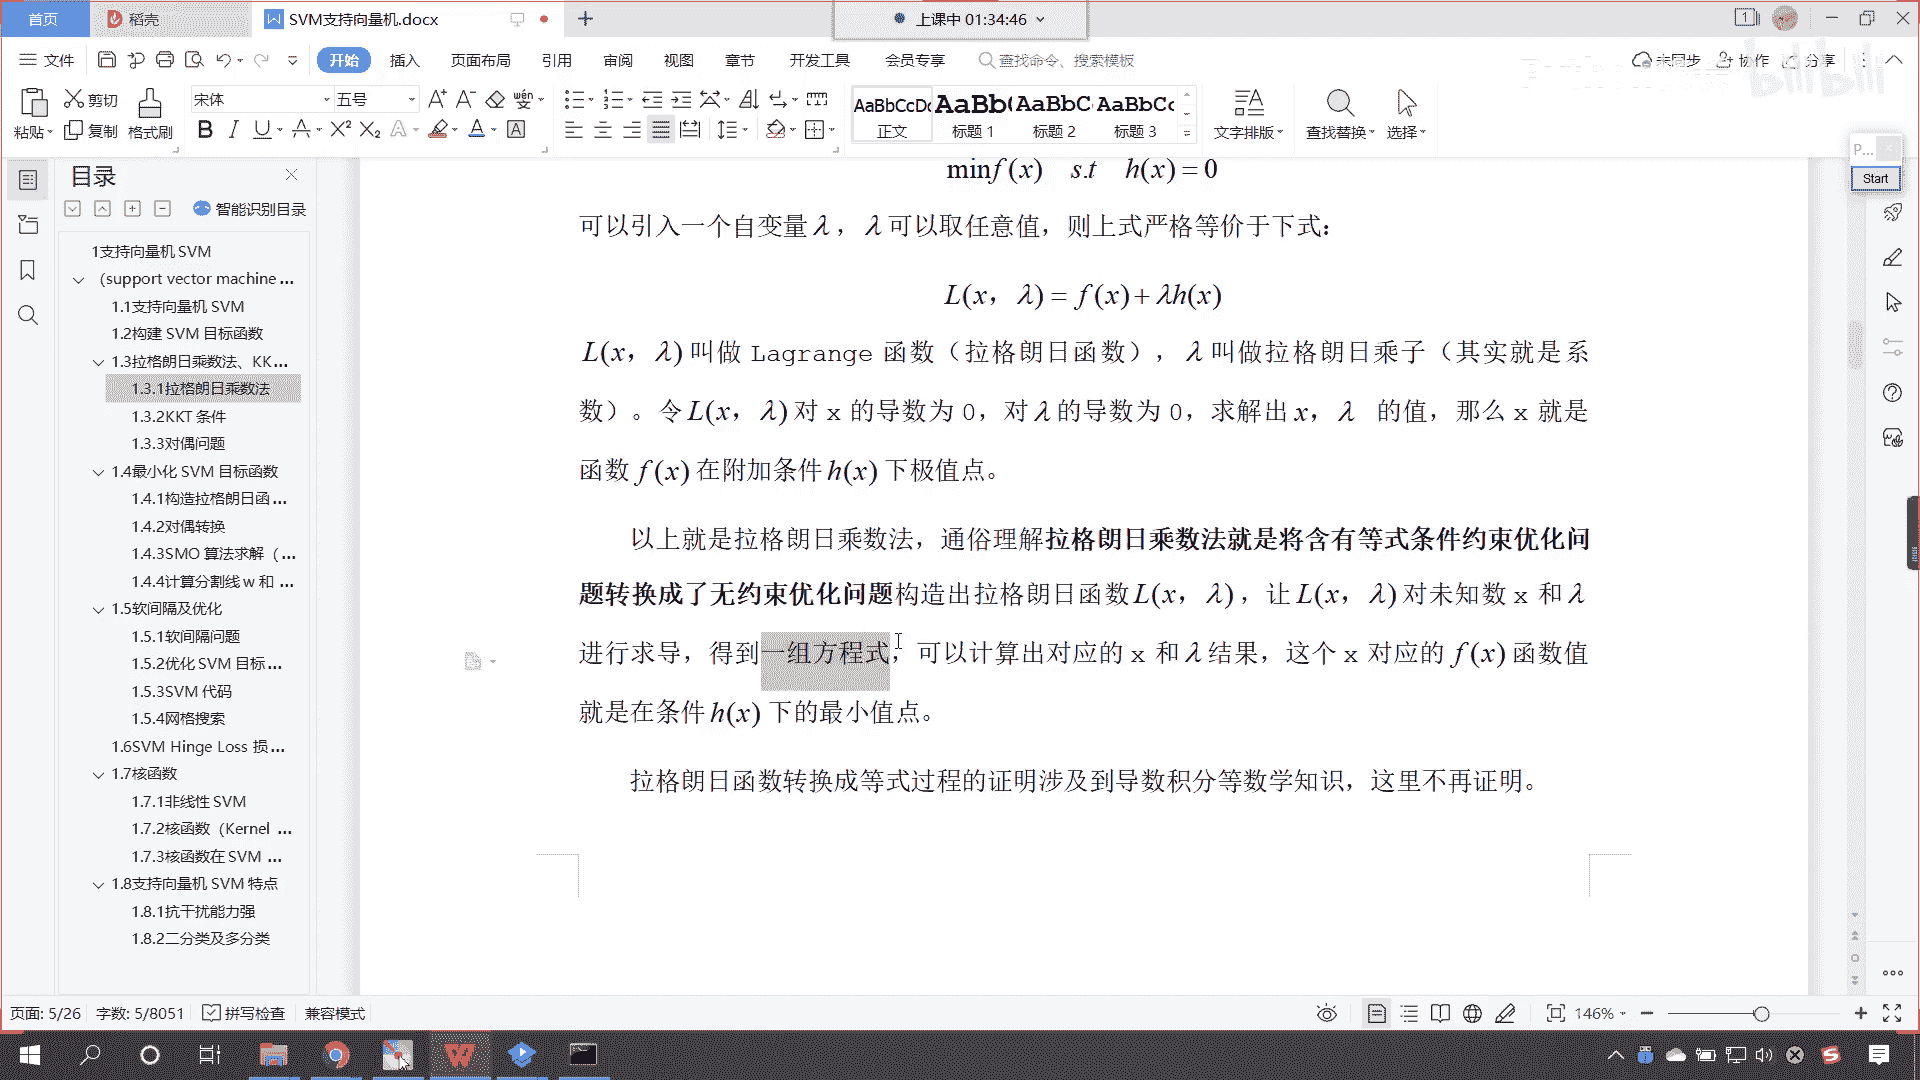 首页
稻壳
SVM支持向量机.docx
上课中 01:34:46
文件
开始
插入
页面布局
引用
审阅
视图
章节
开发工具
会员专享
查找命令、搜索模板
未同步
协作
分享
bilibili
粘贴
剪切
复制
格式刷
宋体
五号
AaBbCcDd
正文
AaBb(
标题 1
AaBbC
标题 2
AaBbCc
标题 3
文字排版
查找替换
选择
P...
Start
目录
智能识别目录
1支持向量机 SVM
（support vector machine ...
1.1支持向量机 SVM
1.2构建 SVM 目标函数
1.3拉格朗日乘数法、KK...
1.3.1拉格朗日乘数法
1.3.2KKT 条件
1.3.3对偶问题
1.4最小化 SVM 目标函数
1.4.1构造拉格朗日函 ...
1.4.2对偶转换
1.4.3SMO 算法求解（ ...
1.4.4计算分割线 w 和 ...
1.5软间隔及优化
1.5.1软间隔问题
1.5.2优化 SVM 目标...
1.5.3SVM 代码
1.5.4网格搜索
1.6SVM Hinge Loss 损...
1.7核函数
1.7.1非线性 SVM
1.7.2核函数（Kernel ...
1.7.3核函数在 SVM ...
1.8支持向量机 SVM 特点
1.8.1抗干扰能力强
1.8.2二分类及多分类
min f (x) s.t h(x) = 0
可以引入一个自变量λ，λ可以取任意值，则上式严格等价于下式：
L(x，λ) = f (x) + λh(x)
L(x，λ)叫做 Lagrange 函数（拉格朗日函数），λ叫做拉格朗日乘子（其实就是系
数）。令L(x，λ)对 x 的导数为 0，对λ的导数为 0，求解出x，λ 的值，那么 x 就是
函数 f (x)在附加条件h(x)下极值点。
以上就是拉格朗日乘数法，通俗理解拉格朗日乘数法就是将含有等式条件约束优化问
题转换成了无约束优化问题构造出拉格朗日函数L(x，λ)，让L(x，λ)对未知数 x 和λ
进行求导，得到一组方程式，可以计算出对应的 x 和λ结果，这个 x 对应的 f (x)函数值
就是在条件h(x)下的最小值点。
拉格朗日函数转换成等式过程的证明涉及到导数积分等数学知识，这里不再证明。
页面: 5/26
字数: 5/8051
拼写检查
兼容模式
146%